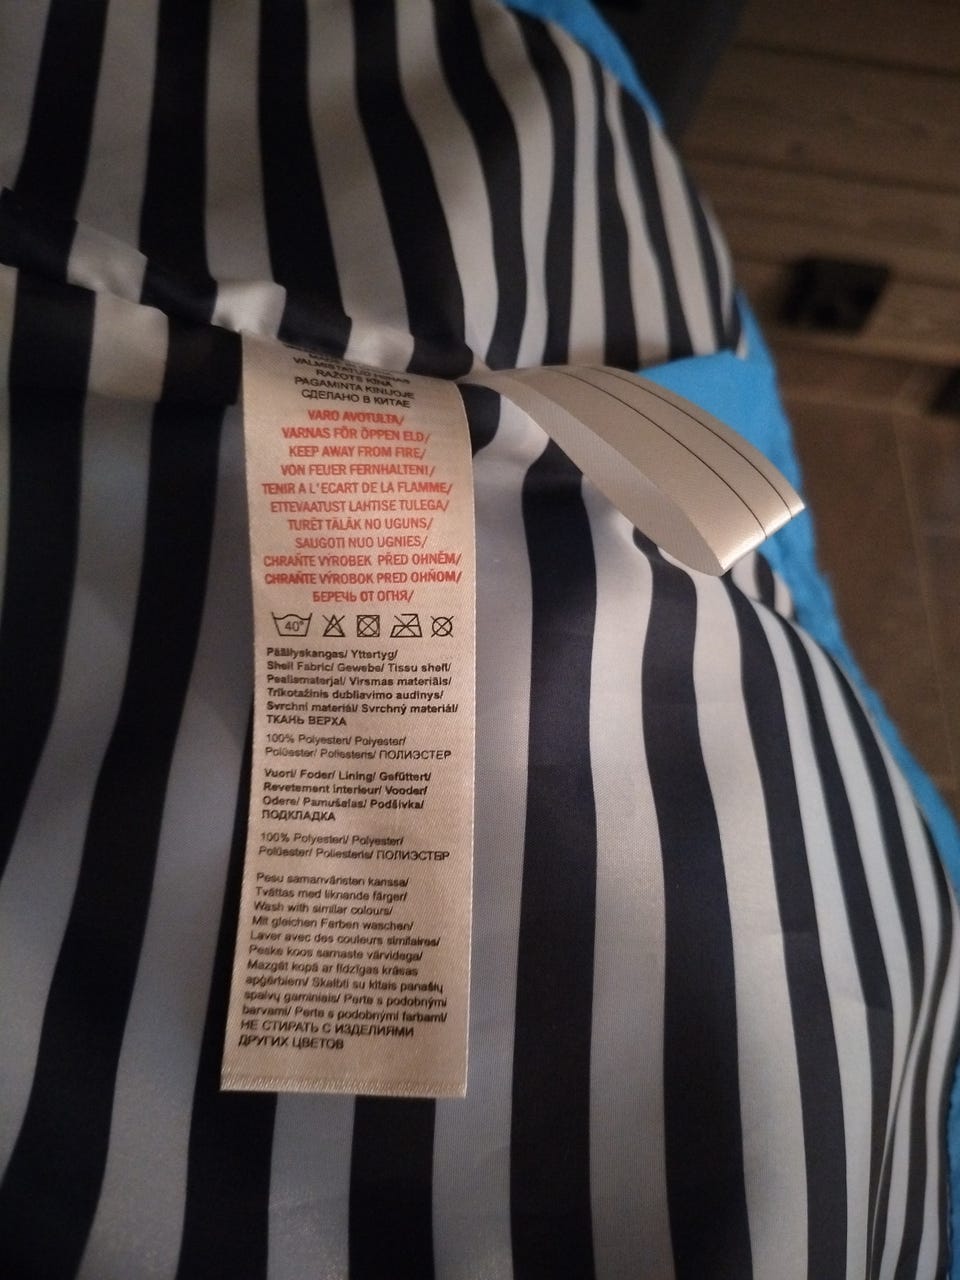 VALMISTATUD HIINAS
RAŽOTS ĶĪNĀ
PAGAMINTA KINIJOJE
СДЕЛАНО В КИТАЕ
VARO AVOTULTA/
VARNAS FÖR ÖPPEN ELD/
KEEP AWAY FROM FIRE/
VON FEUER FERNHALTEN!/
TENIR A L'ECART DE LA FLAMME/
ETTEVAATUST LAHTISE TULEGA/
TURĒT TĀLĀK NO UGUNS/
SAUGOTI NUO UGNIES/
CHRAŇTE VÝROBEK PŘED OHNĚM/
CHRAŇTE VÝROBOK PRED OHŇOM/
БЕРЕЧЬ ОТ ОГНЯ/
40°
Päällyskangas/ Yttertyg/
Shell Fabric/ Gewebe/ Tissu shell/
Pealismaterjal/ Virsmas materiāls/
Trikotažinis dubliavimo audinys/
Svrchní materiál/ Svrchný materiál/
ТКАНЬ ВЕРХА
100% Polyesteri/ Polyester/
Polüester/ Poliesteris/ ПОЛИЭСТЕР
Vuori/ Foder/ Lining/ Gefüttert/
Revetement interieur/ Vooder/
Odere/ Pamušalas/ Podšívka/
ПОДКЛАДКА
100% Polyesteri/ Polyester/
Polüester/ Poliesteris/ ПОЛИЭСТЕР
Pesu samanväristen kanssa/
Tvättas med liknande färger/
Wash with similar colours/
Mit gleichen Farben waschen/
Laver avec des couleurs similaires/
Peske koos samaste värvidega/
Mazgāt kopā ar līdzīgas krāsas
apģērbiem/ Skalbti su kitais panašių
spalvų gaminiais/ Perte s podobnými
barvami/ Perte s podobnými farbami/
НЕ СТИРАТЬ С ИЗДЕЛИЯМИ
ДРУГИХ ЦВЕТОВ